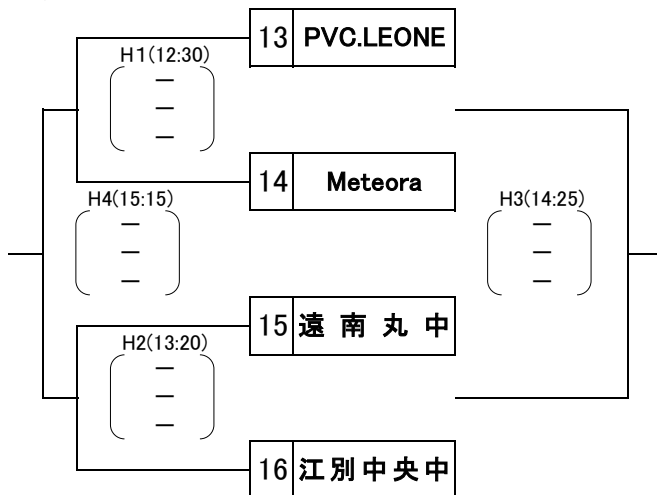 13 PVC.LEONE
H1(12:30)
―
―
―
14 Meteora
H4(15:15)
―
―
―
H3(14:25)
―
―
―
15 遠南丸中
H2(13:20)
―
―
―
16 江別中央中